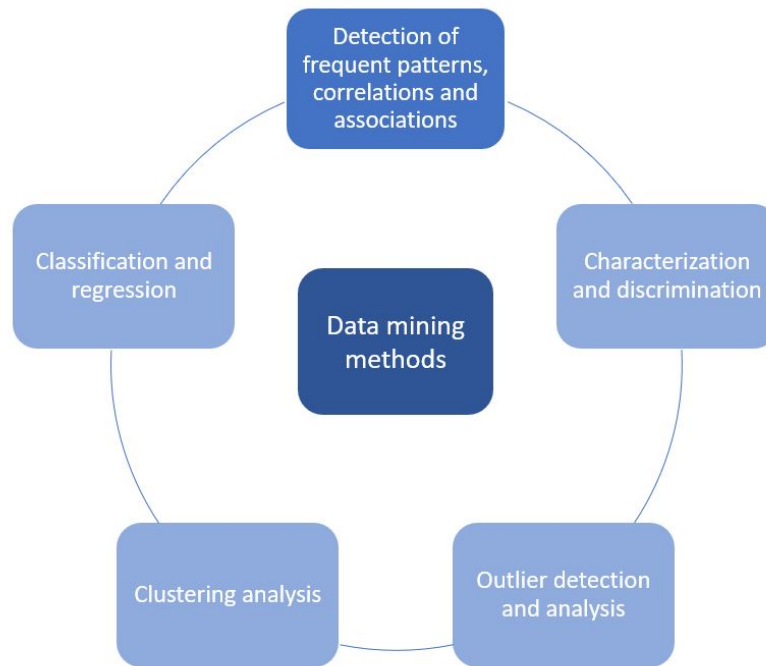 Detection of
frequent patterns,
correlations and
associations
Classification and
regression
Characterization
and discrimination
Data mining
methods
Clustering analysis
Outlier detection
and analysis